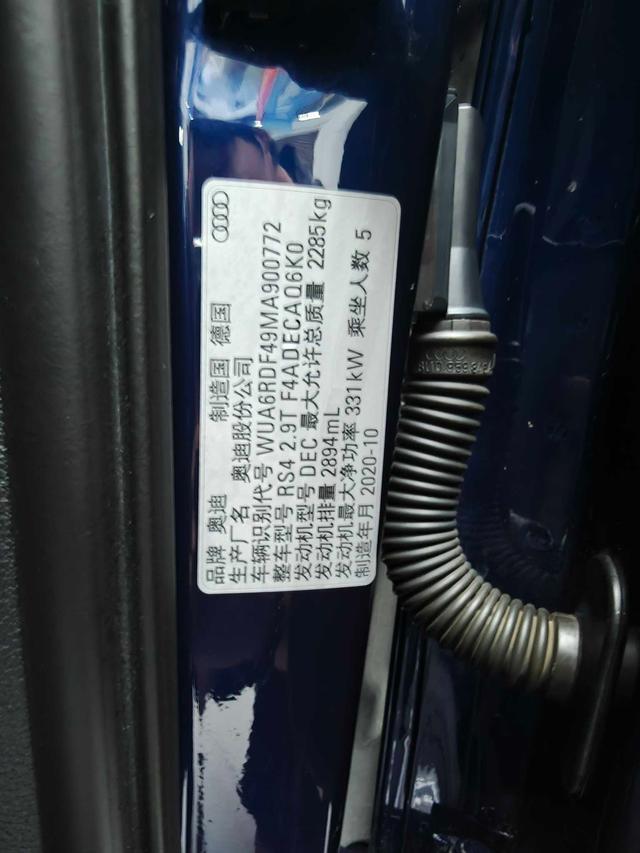 品牌 奥迪 制造国 德国
生产厂名 奥迪股份公司
车辆识别代号 WUA6RDF49MA900772
整车型号 RS4 2.9T F4ADECAQ6K0
发动机型号 DEC 最大允许总质量 2285kg
发动机排量 2894mL
发动机最大净功率 331kW 乘坐人数 5
制造年月 2020-10